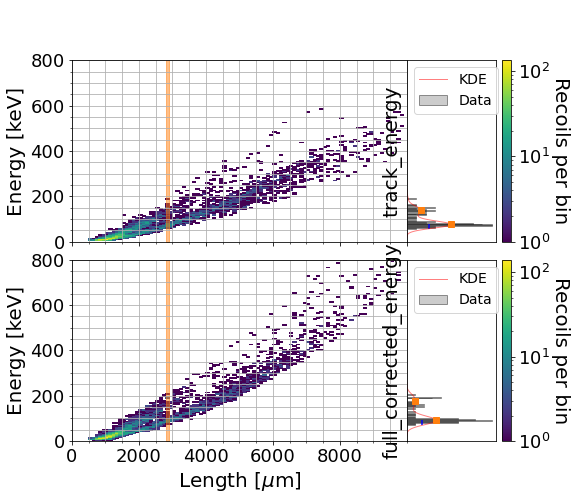 800
600
400
200
0
Energy [keV]
track_energy
KDE
Data
10²
10¹
10⁰
Recoils per bin
800
600
400
200
0
Energy [keV]
full_corrected_energy
KDE
Data
10²
10¹
10⁰
Recoils per bin
0 2000 4000 6000 8000
Length [μm]